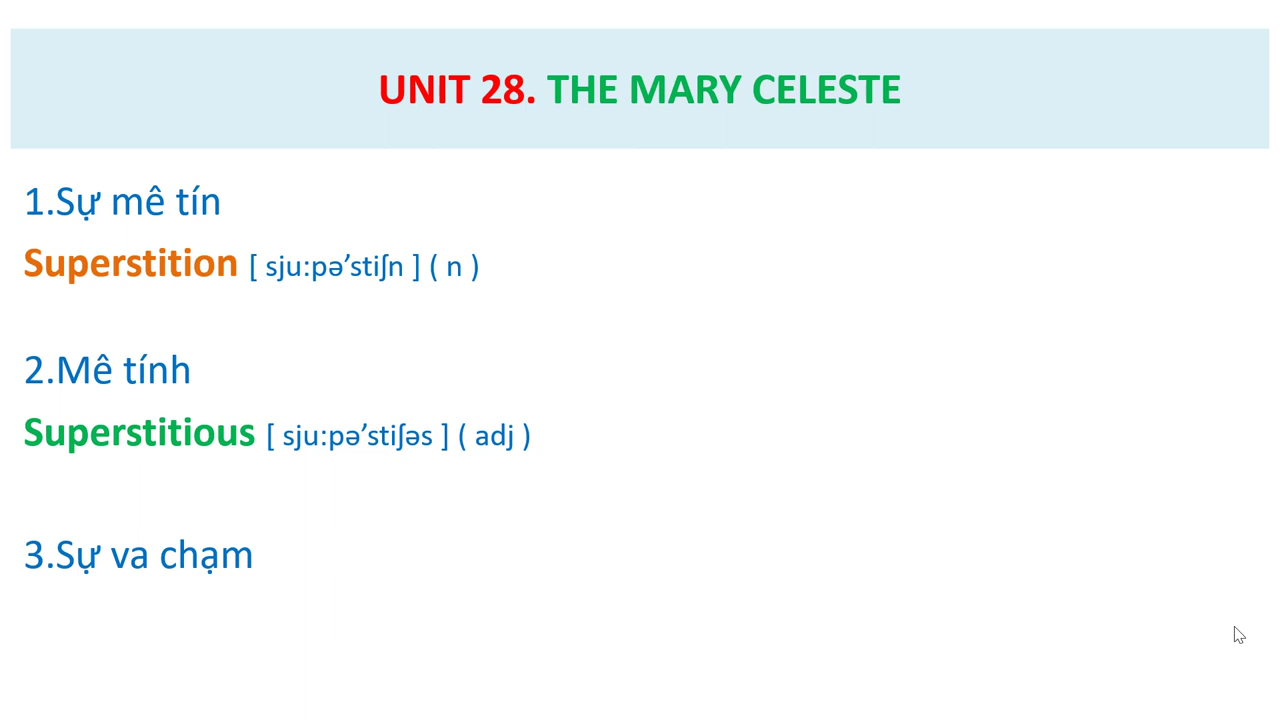 UNIT 28. THE MARY CELESTE
1.Sự mê tín
Superstition [ sju:pə’stiʃn ] ( n )
2.Mê tính
Superstitious [ sju:pə’stiʃəs ] ( adj )
3.Sự va chạm